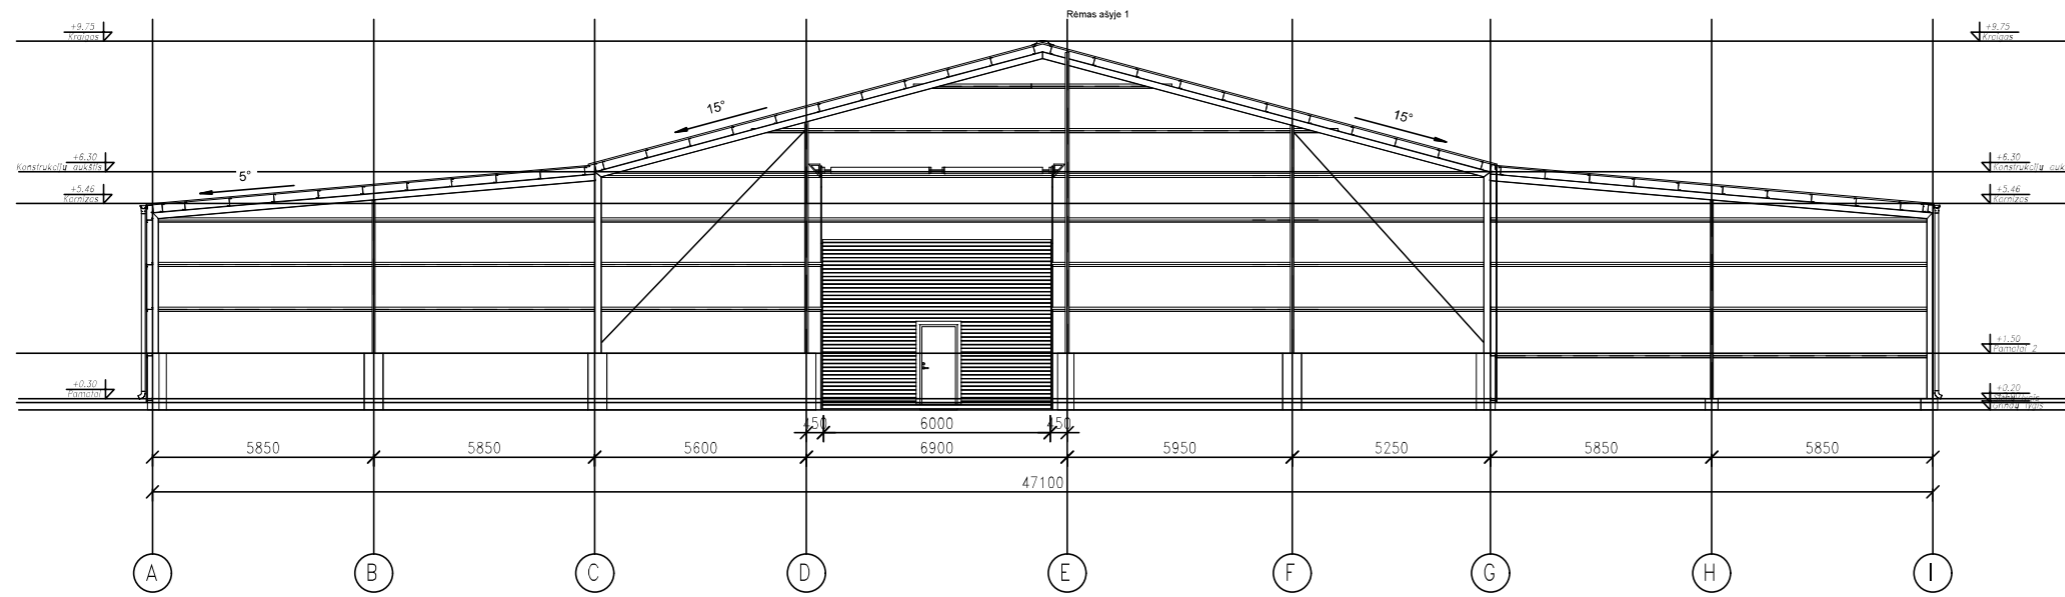 Rėmas ašyje 1
+9.75
Kraigas
+9.75
Kraigas
15°
15°
+6.30
Konstrukcijų aukštis
5°
+6.30
+5.46
Karnizas
+5.46
Karnizas
+1.50
Pamatai 2
+0.30
Pamatai
+0.20
450
6000
450
5850
5850
5600
6900
5950
5250
5850
5850
47100
A
B
C
D
E
F
G
H
I